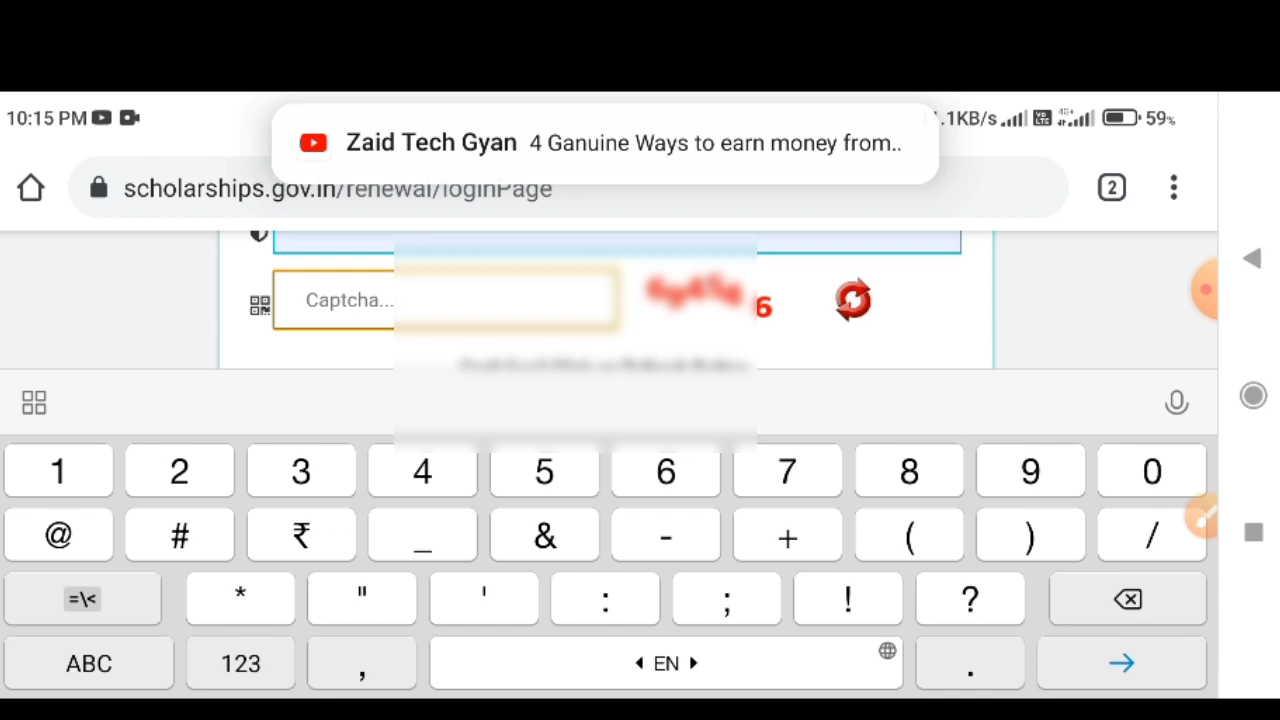 10:15 PM
Zaid Tech Gyan 4 Ganuine Ways to earn money from..
.1KB/s 59%
scholarships.gov.in/renewal/loginPage
2
Captcha...
6
1 2 3 4 5 6 7 8 9 0
@ # ₹ _ & - + ( ) /
=\< * " ' : ; ! ?
ABC 123 , EN .